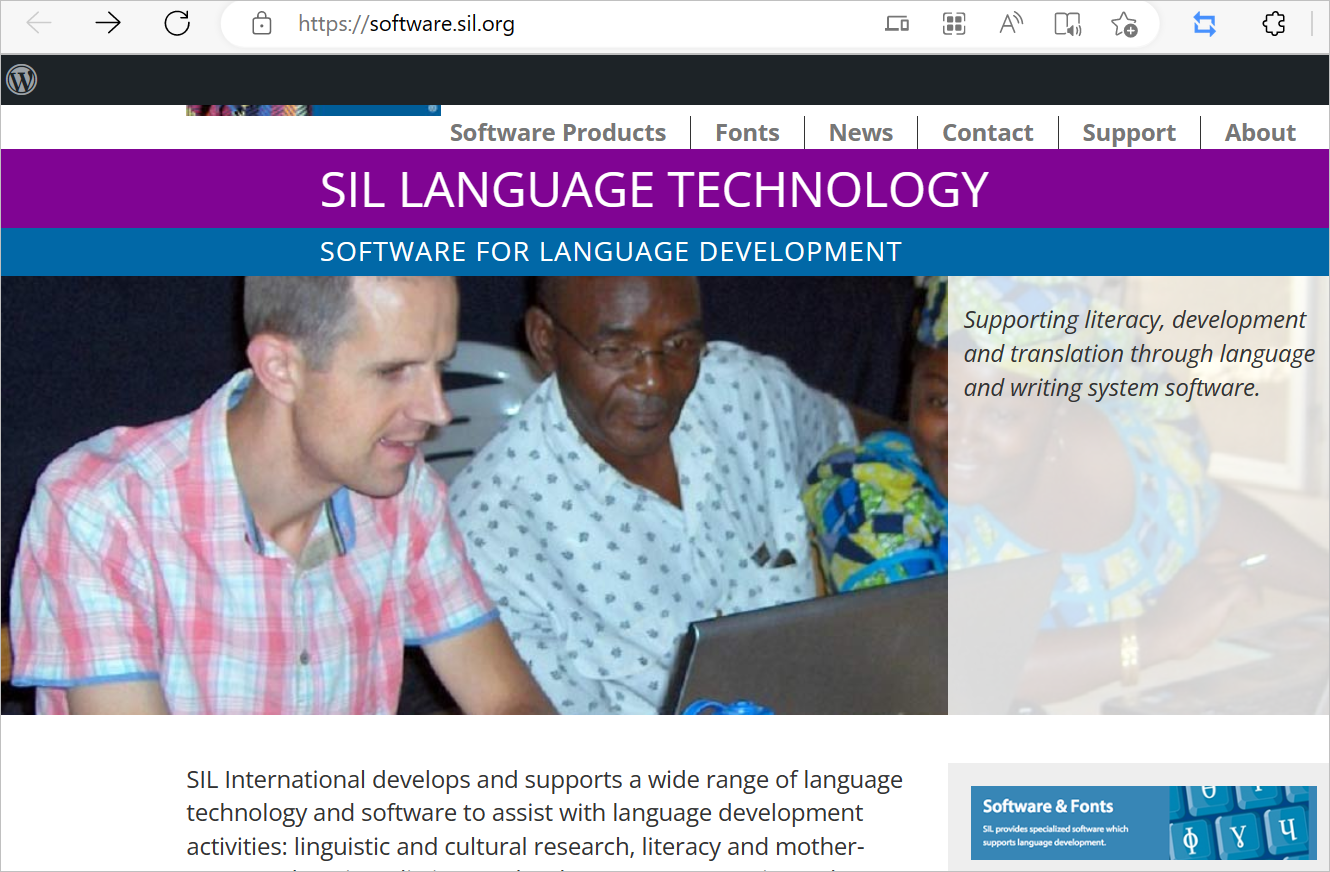 https://software.sil.org
Software Products
Fonts
News
Contact
Support
About
SIL LANGUAGE TECHNOLOGY
SOFTWARE FOR LANGUAGE DEVELOPMENT
Supporting literacy, development
and translation through language
and writing system software.
SIL International develops and supports a wide range of language
technology and software to assist with language development
activities: linguistic and cultural research, literacy and mother-
Software & Fonts
SIL provides specialized software which
supports language development.